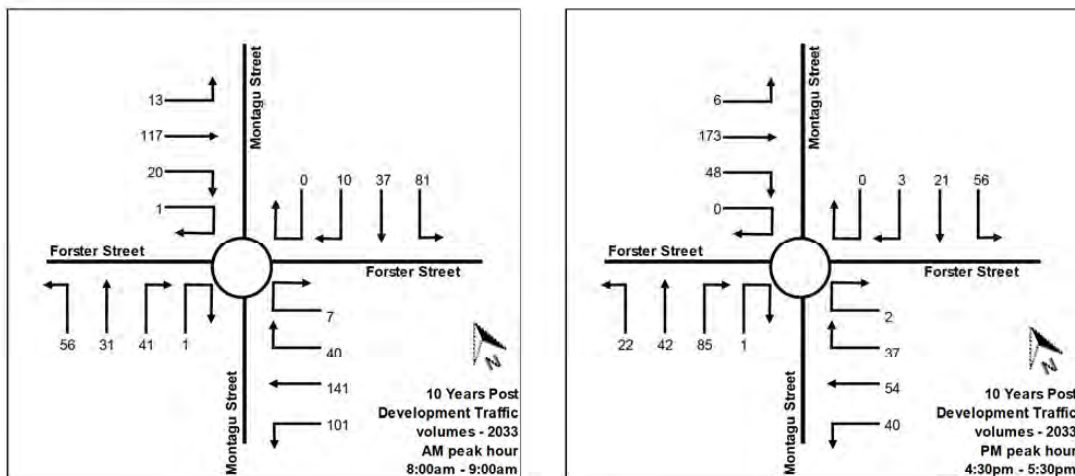 Montagu Street
13
117
20
1
0 10 37 81
Forster Street
Forster Street
56 31 41 1
7
40
141
101
Montagu Street
N
10 Years Post
Development Traffic
volumes - 2033
AM peak hour
8:00am - 9:00am
Montagu Street
6
173
48
0
0 3 21 56
Forster Street
Forster Street
22 42 85 1
2
37
54
40
Montagu Street
N
10 Years Post
Development Traffic
volumes - 2033
PM peak hour
4:30pm - 5:30pm